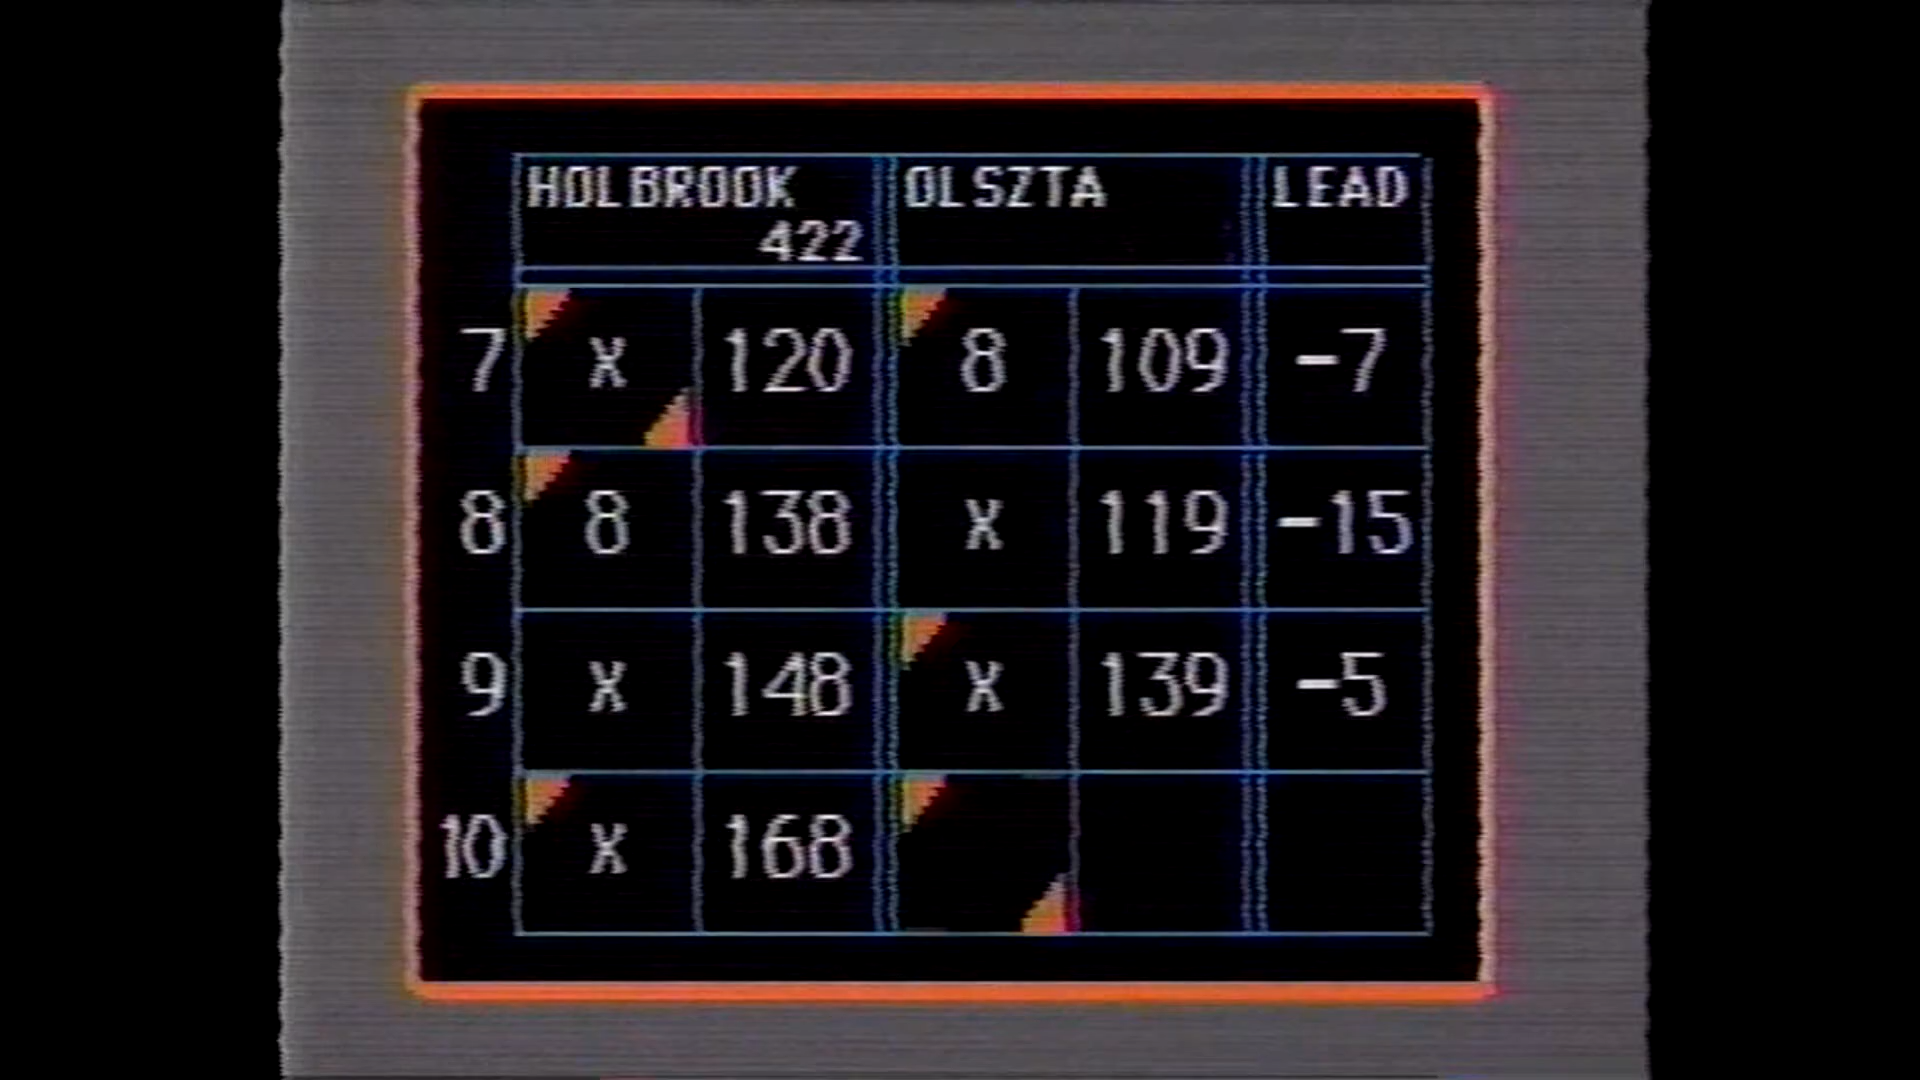 HOLBROOK OLSZTA LEAD
422
7 X 120 8 109 -7
8 8 138 X 119 -15
9 X 148 X 139 -5
10 X 168